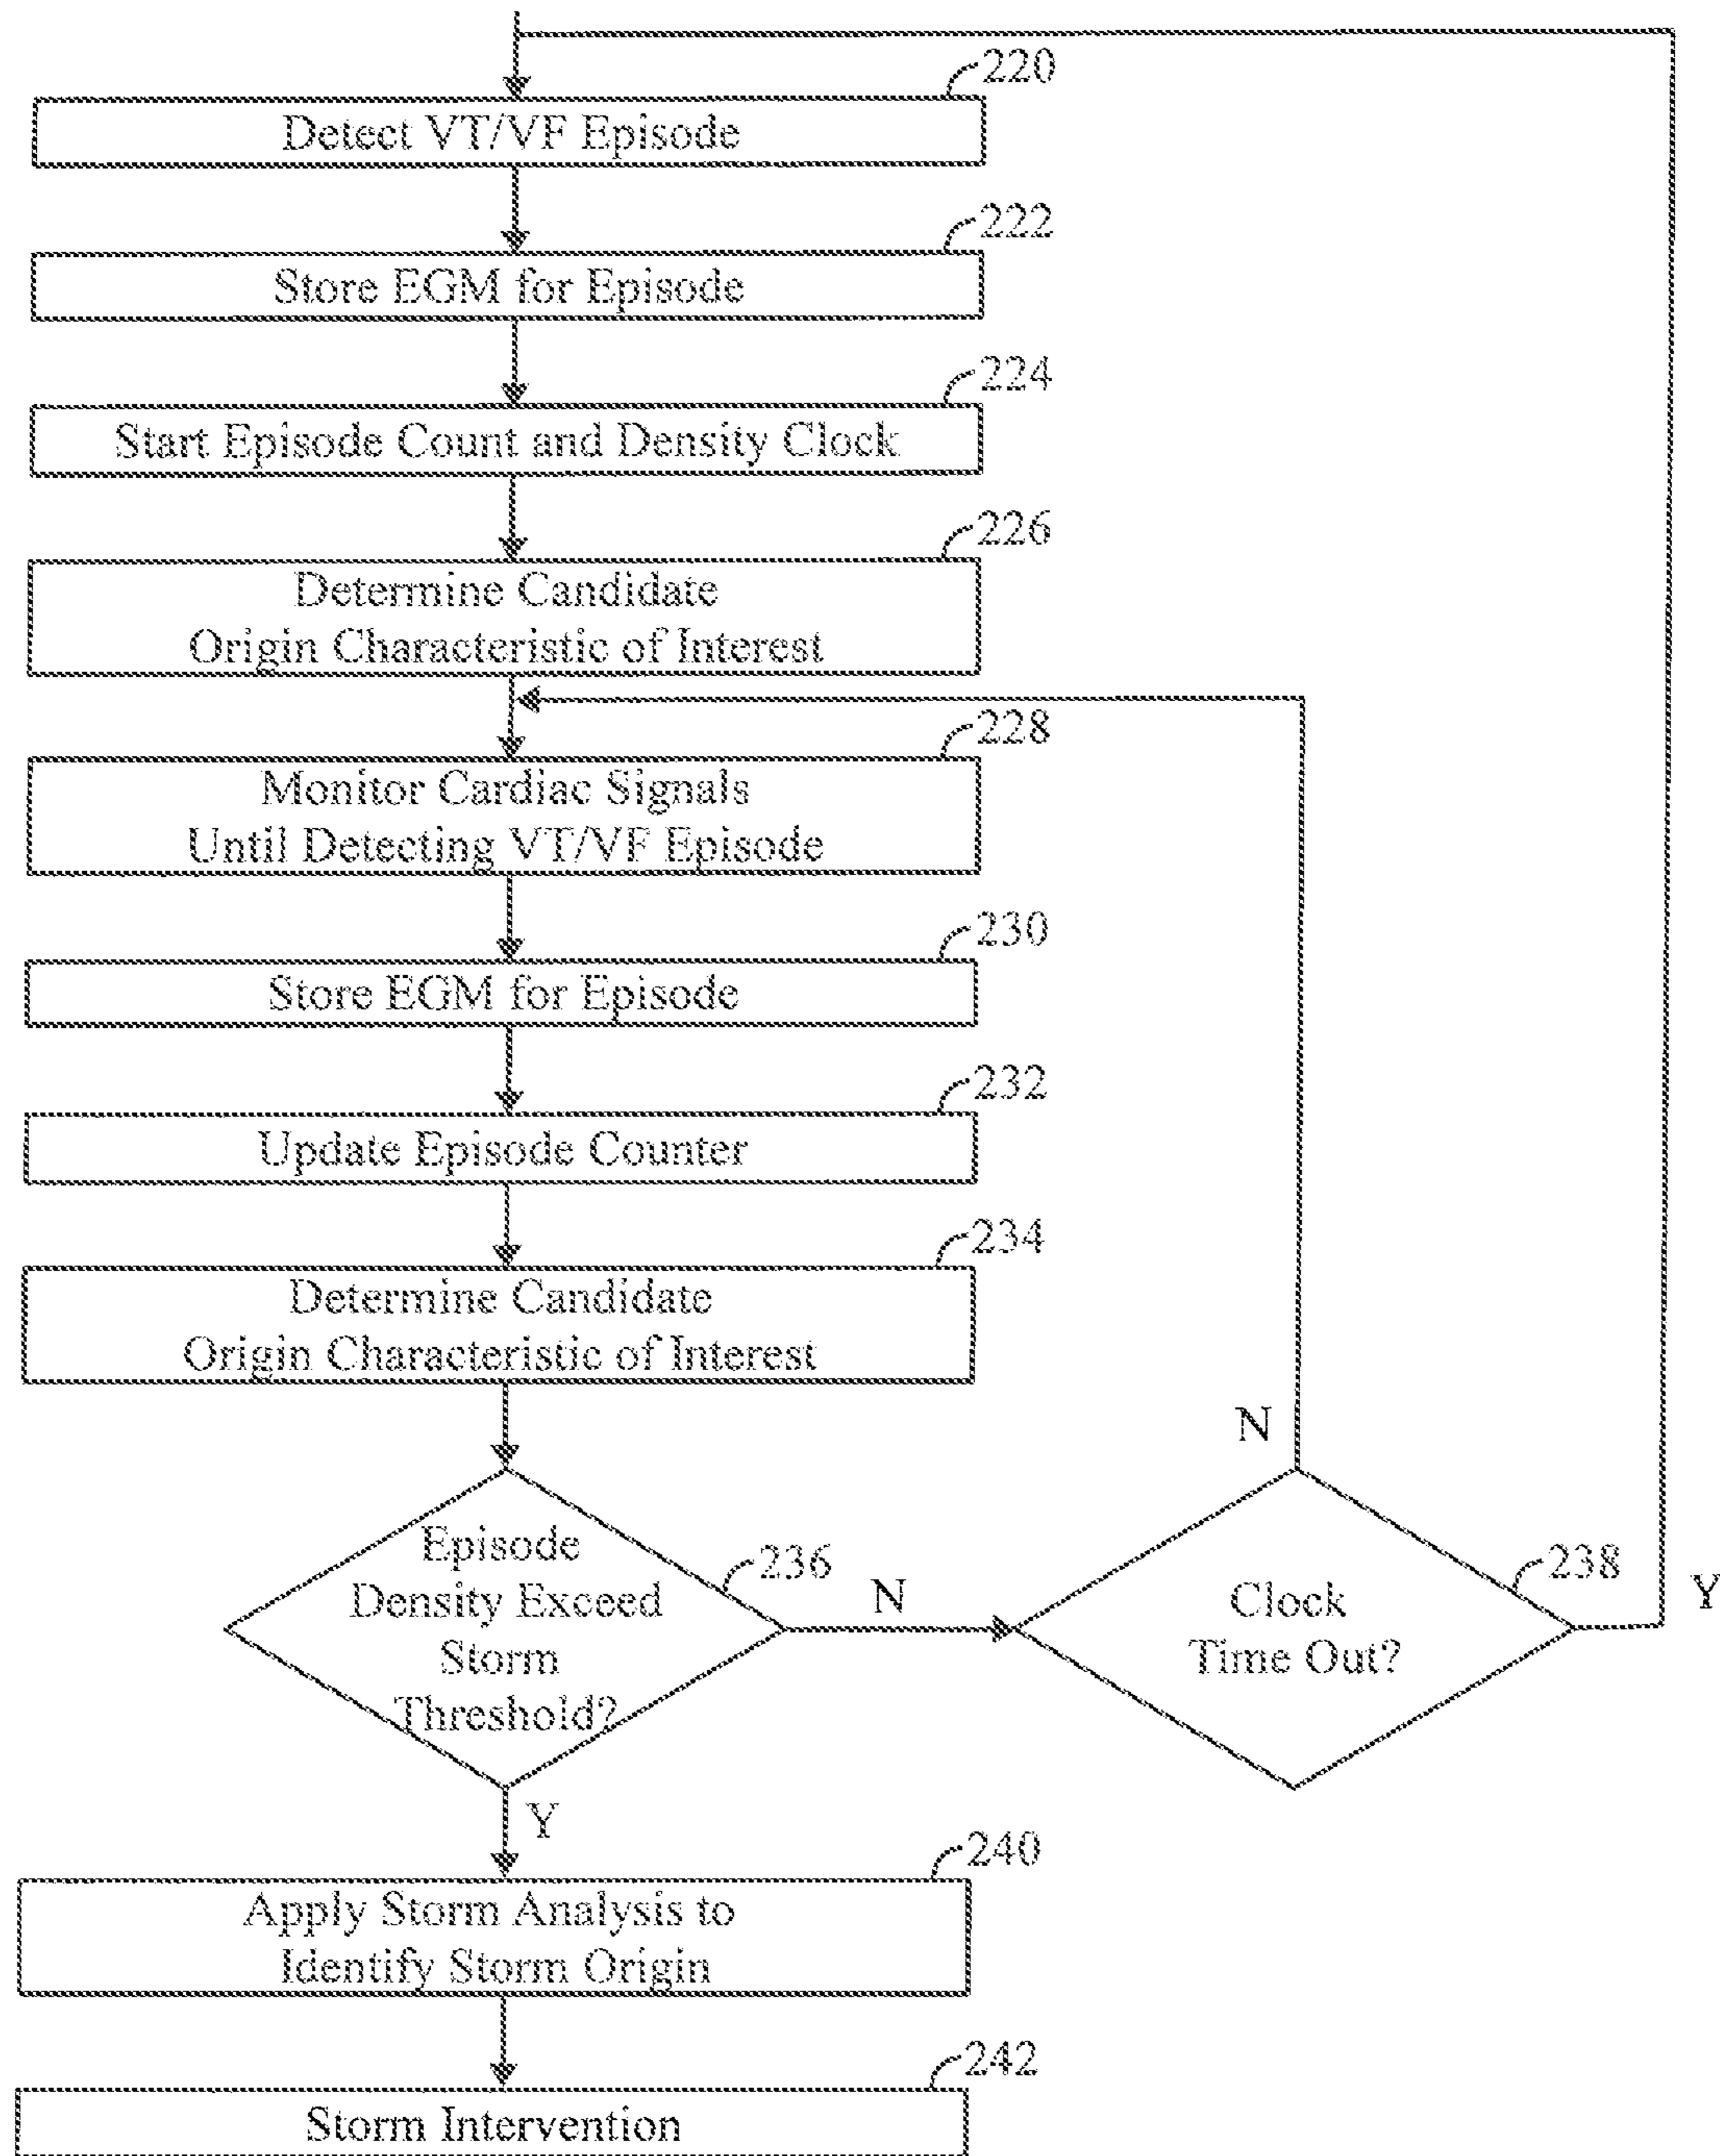 220
Detect VT/VF Episode
222
Store EGM for Episode
224
Start Episode Count and Density Clock
226
Determine Candidate
Origin Characteristic of Interest
228
Monitor Cardiac Signals
Until Detecting VT/VF Episode
230
Store EGM for Episode
232
Update Episode Counter
234
Determine Candidate
Origin Characteristic of Interest
236
Episode
Density Exceed
Storm
Threshold?
N
N
238
Clock
Time Out?
Y
Y
240
Apply Storm Analysis to
Identify Storm Origin
242
Storm Intervention